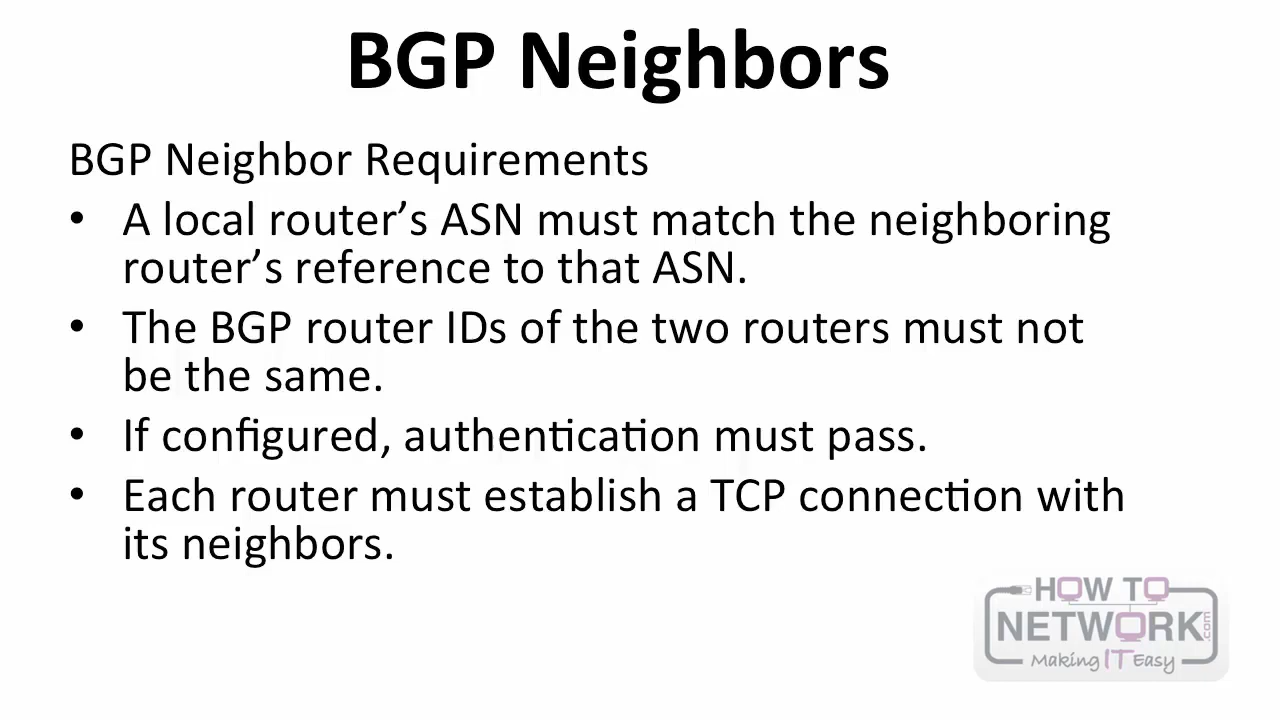 BGP Neighbors
BGP Neighbor Requirements
• A local router’s ASN must match the neighboring
router’s reference to that ASN.
• The BGP router IDs of the two routers must not
be the same.
• If configured, authentication must pass.
• Each router must establish a TCP connection with
its neighbors.
HOW TO
NETWORK.com
Making IT Easy